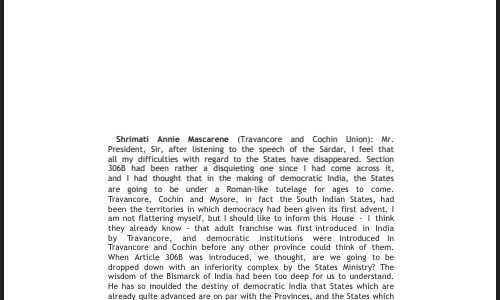 Shrimati Annie Mascarene (Travancore and Cochin Union): Mr.
President, Sir, after listening to the speech of the Sardar, I feel that
all my difficulties with regard to the States have disappeared. Section
306B had been rather a disquieting one since I had come across it,
and I had thought that in the making of democratic India, the States
are going to be under a Roman-like tutelage for ages to come.
Travancore, Cochin and Mysore, in fact the South Indian States, had
been the territories in which democracy had been given its first advent. I
am not flattering myself, but I should like to inform this House - I think
they already know - that adult franchise was first introduced in India
by Travancore, and democratic institutions were introduced in
Travancore and Cochin before any other province could think of them.
When Article 306B was introduced, we thought, are we going to be
dropped down with an inferiority complex by the States Ministry? The
wisdom of the Bismarck of India had been too deep for us to understand.
He has so moulded the destiny of democratic India that States which are
already quite advanced are on par with the Provinces, and the States which